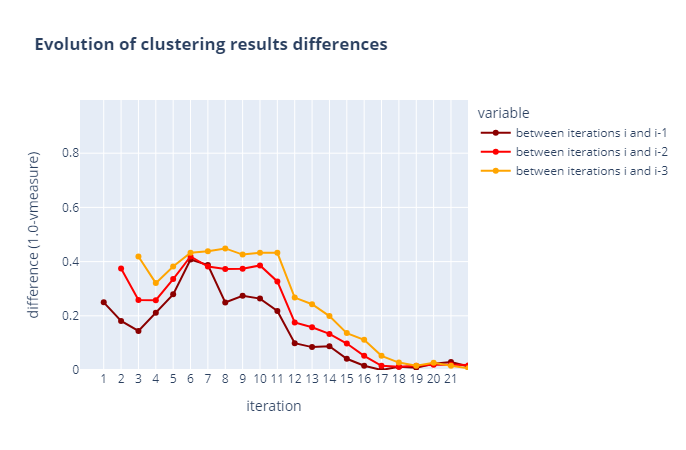 Evolution of clustering results differences
variable
between iterations i and i-1
between iterations i and i-2
between iterations i and i-3
difference (1.0-vmeasure)
0.8
0.6
0.4
0.2
0
1 2 3 4 5 6 7 8 9 10 11 12 13 14 15 16 17 18 19 20 21
iteration